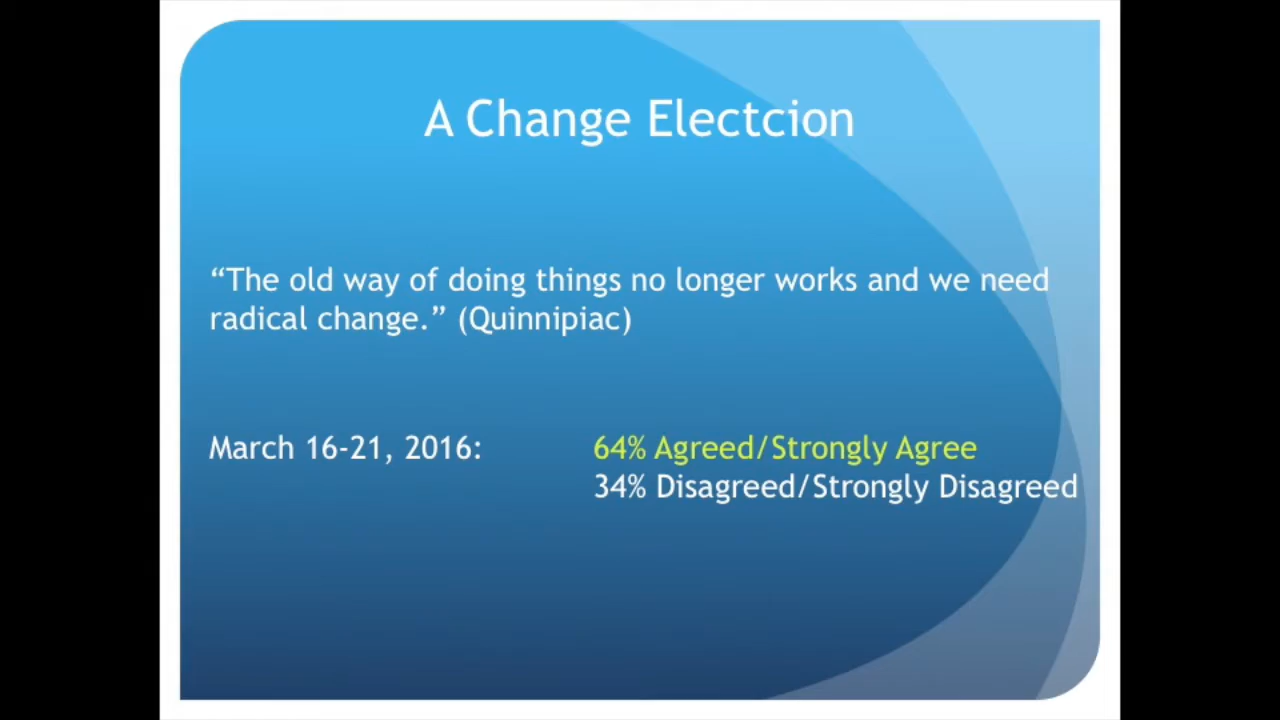 A Change Electcion
“The old way of doing things no longer works and we need
radical change.” (Quinnipiac)
March 16-21, 2016: 64% Agreed/Strongly Agree
34% Disagreed/Strongly Disagreed